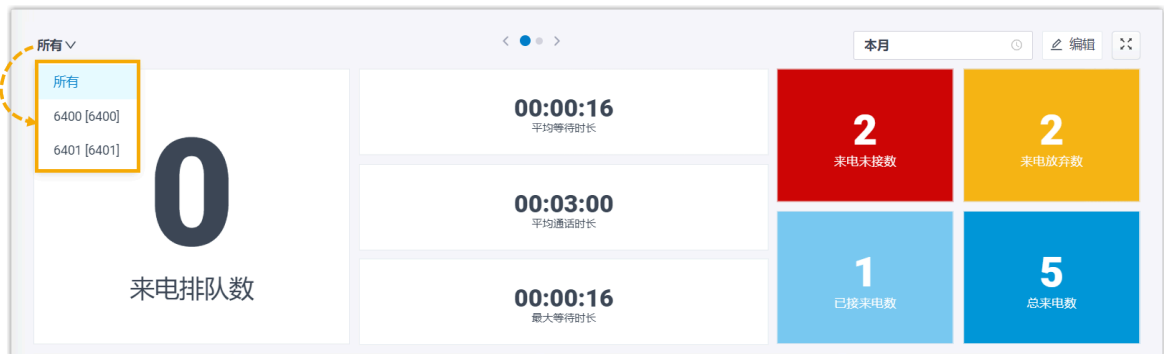 所有
本月
编辑
所有
6400 [6400]
6401 [6401]
0
来电排队数
00:00:16
平均等待时长
00:03:00
平均通话时长
00:00:16
最大等待时长
2
来电未接数
2
来电放弃数
1
已接来电数
5
总来电数